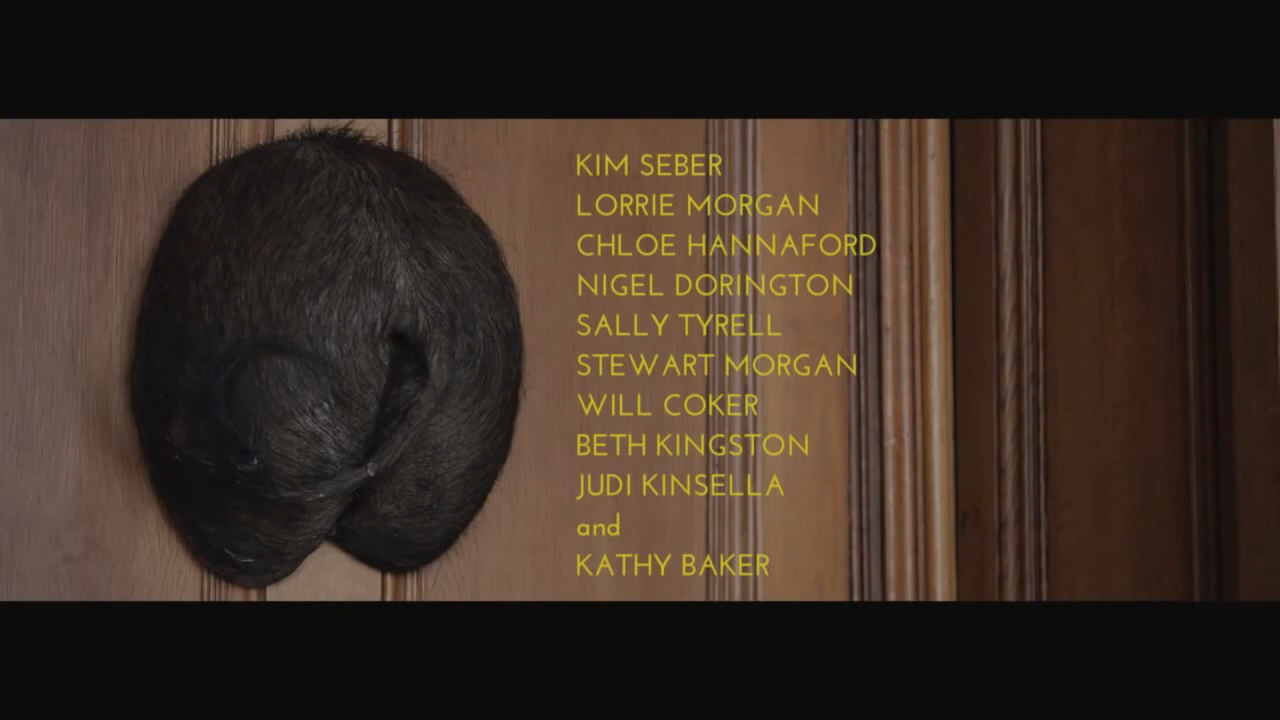 KIM SEBER
LORRIE MORGAN
CHLOE HANNAFORD
NIGEL DORINGTON
SALLY TYRELL
STEWART MORGAN
WILL COKER
BETH KINGSTON
JUDI KINSELLA
and
KATHY BAKER